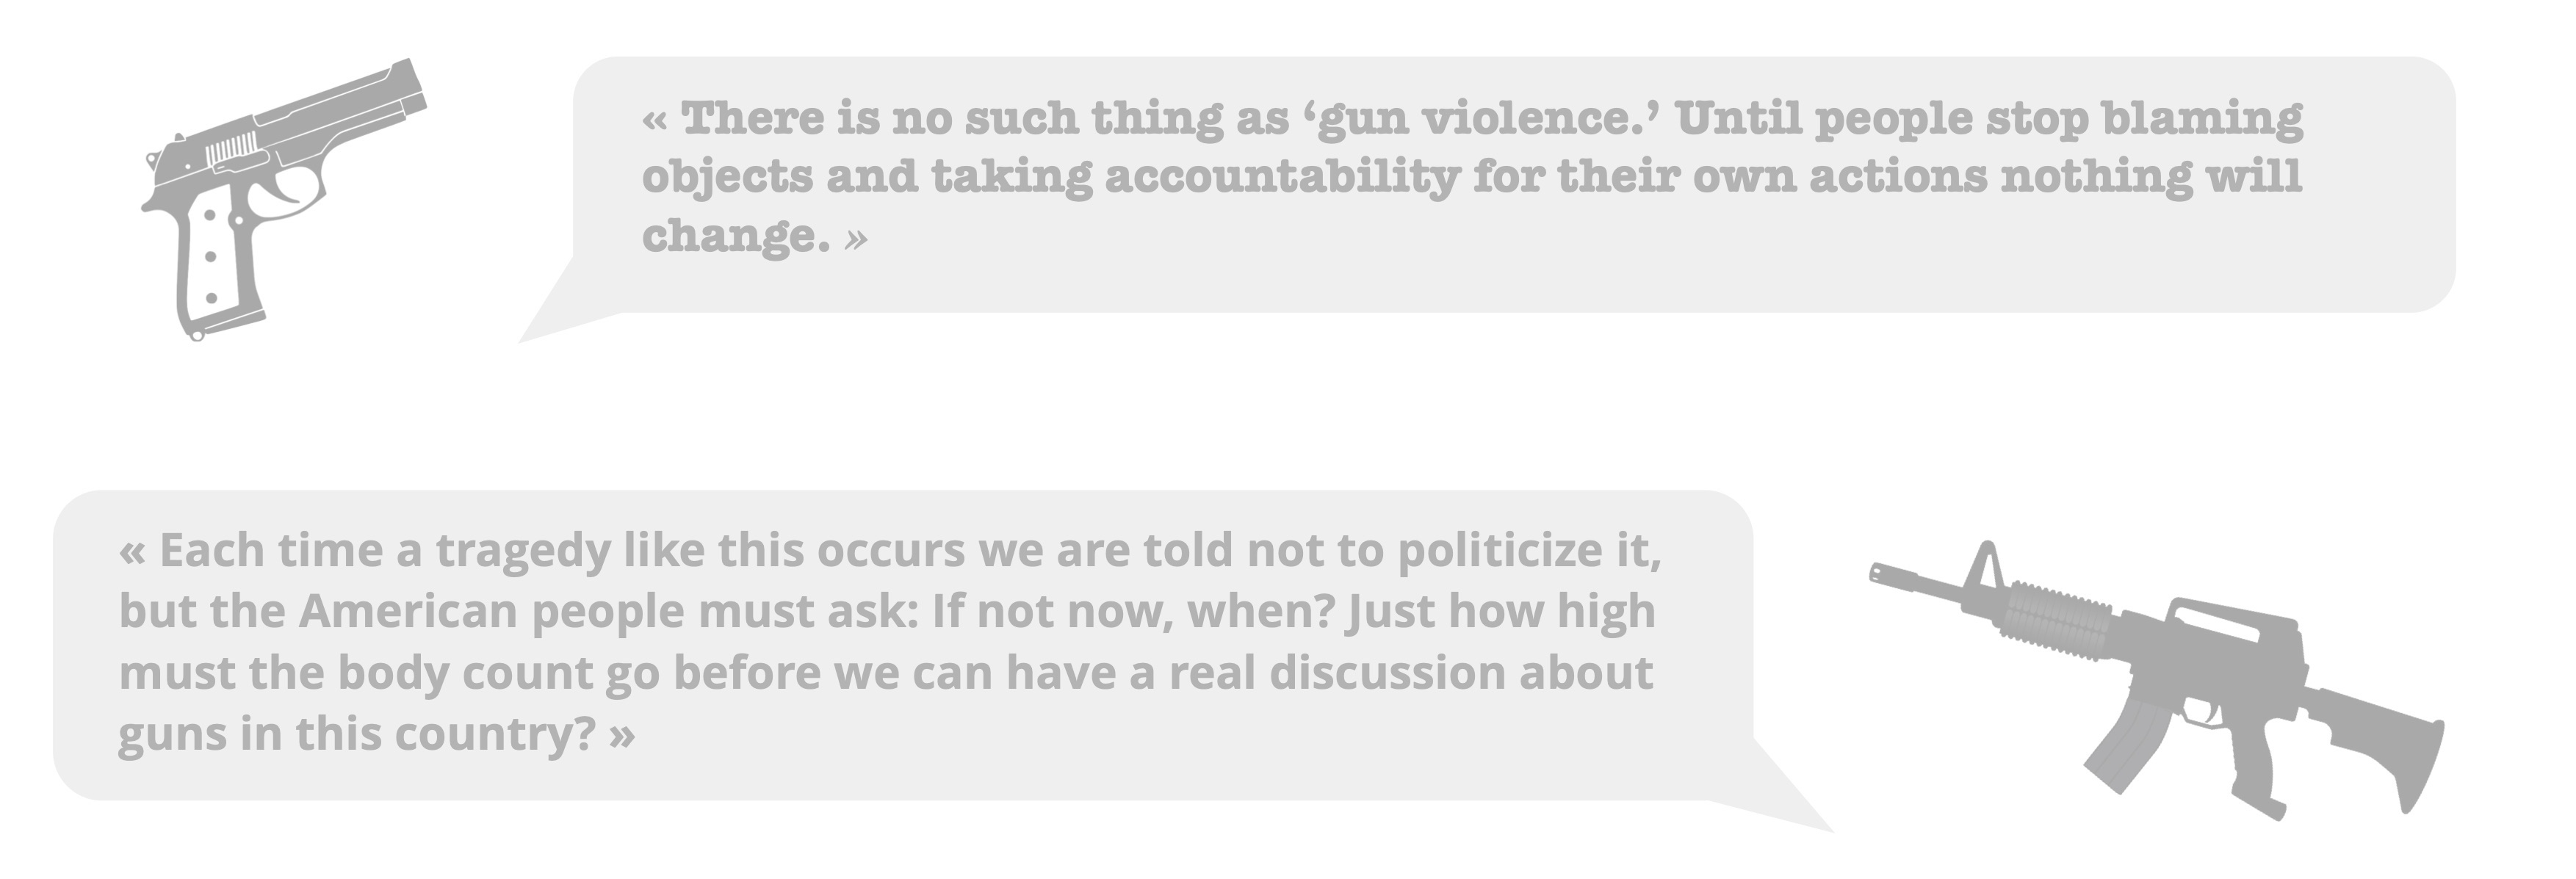 « There is no such thing as ‘gun violence.’ Until people stop blaming
objects and taking accountability for their own actions nothing will
change. »
« Each time a tragedy like this occurs we are told not to politicize it,
but the American people must ask: If not now, when? Just how high
must the body count go before we can have a real discussion about
guns in this country? »